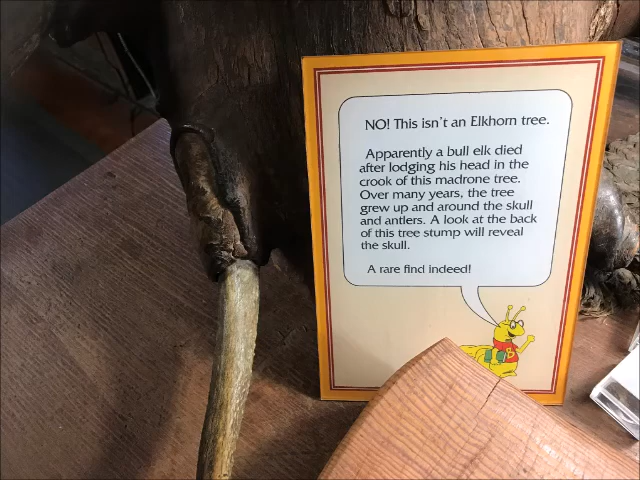 NO! This isn't an Elkhorn tree.
Apparently a bull elk died
after lodging his head in the
crook of this madrone tree.
Over many years, the tree
grew up and around the skull
and antlers. A look at the back
of this tree stump will reveal
the skull.
A rare find indeed!
S